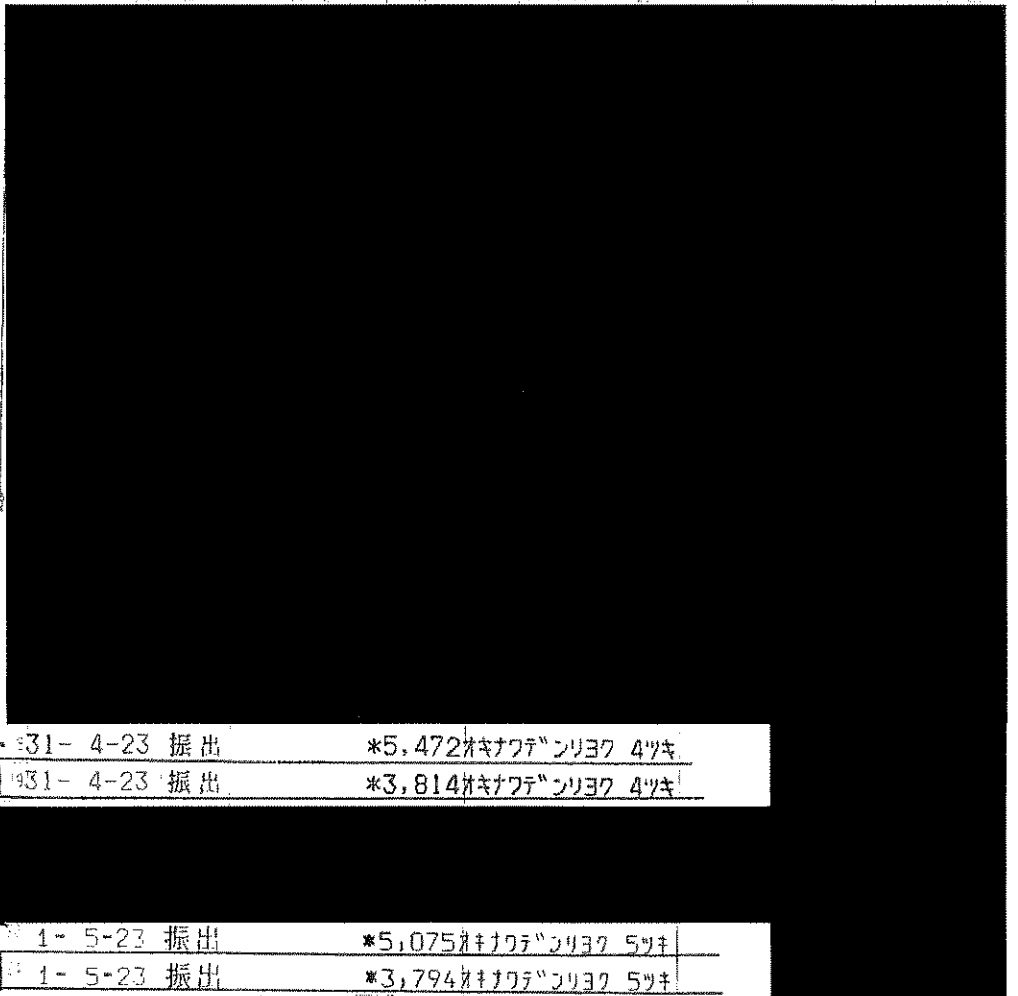 31- 4-23 振出 *5,472ｵｷﾅﾜﾃﾞﾝﾘﾖｸ 4ﾂｷ
31- 4-23 振出 *3,814ｵｷﾅﾜﾃﾞﾝﾘﾖｸ 4ﾂｷ
1- 5-23 振出 *5,075ｵｷﾅﾜﾃﾞﾝﾘﾖｸ 5ﾂｷ
1- 5-23 振出 *3,794ｵｷﾅﾜﾃﾞﾝﾘﾖｸ 5ﾂｷ